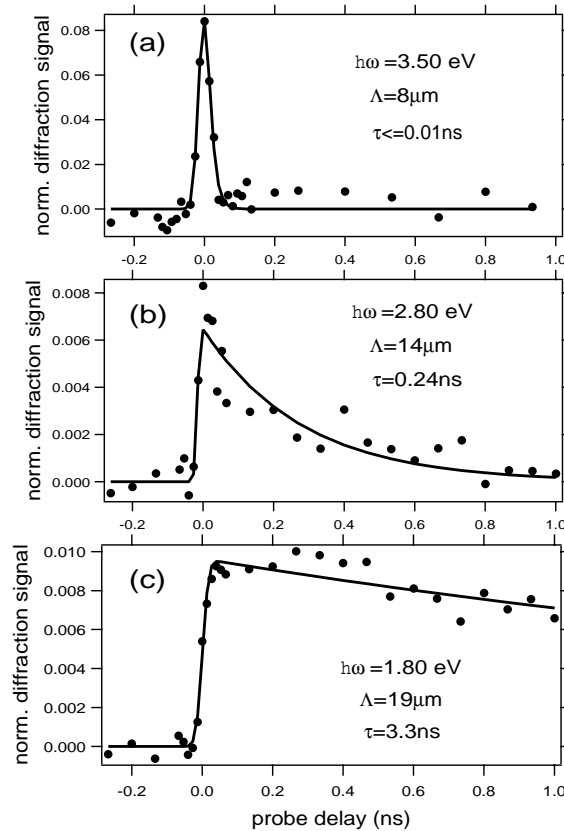 (a)
norm. diffraction signal
0.08
0.06
0.04
0.02
0.00
hω=3.50 eV
Λ=8μm
τ<=0.01ns
-0.2 0.0 0.2 0.4 0.6 0.8 1.0
(b)
norm. diffraction signal
0.008
0.006
0.004
0.002
0.000
hω=2.80 eV
Λ=14μm
τ=0.24ns
-0.2 0.0 0.2 0.4 0.6 0.8 1.0
(c)
norm. diffraction signal
0.010
0.008
0.006
0.004
0.002
0.000
hω=1.80 eV
Λ=19μm
τ=3.3ns
-0.2 0.0 0.2 0.4 0.6 0.8 1.0
probe delay (ns)